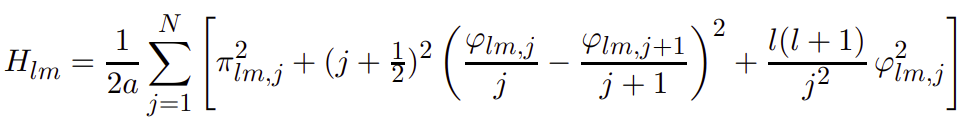 $H_{lm} = \frac{1}{2a} \sum_{j=1}^{N} \left[ \pi_{lm,j}^2 + (j + \frac{1}{2})^2 \left( \frac{\varphi_{lm,j}}{j} - \frac{\varphi_{lm,j+1}}{j+1} \right)^2 + \frac{l(l+1)}{j^2} \varphi_{lm,j}^2 \right]$